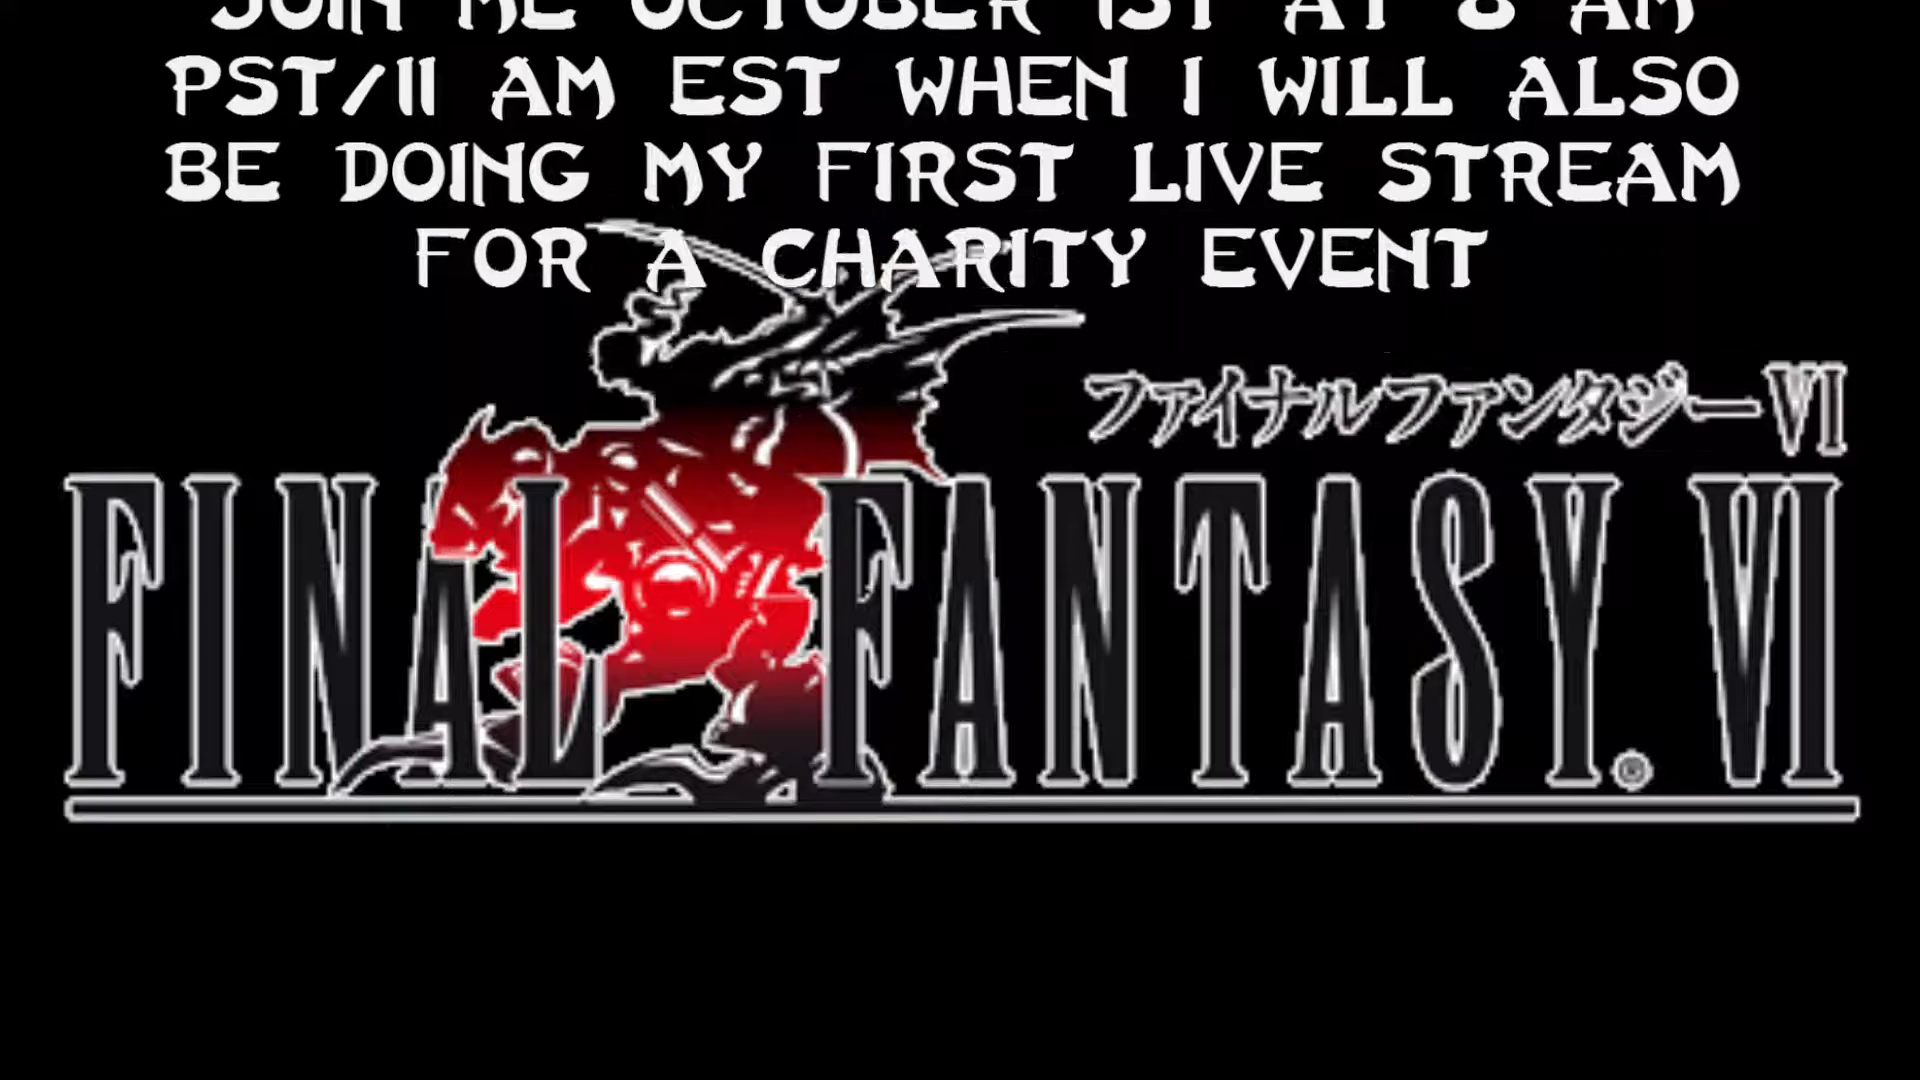 JOIN ME OCTOBER 1ST AT 8 AM
PST/11 AM EST WHEN I WILL ALSO
BE DOING MY FIRST LIVE STREAM
FOR A CHARITY EVENT
ファイナルファンタジーVI
FINAL FANTASY® VI